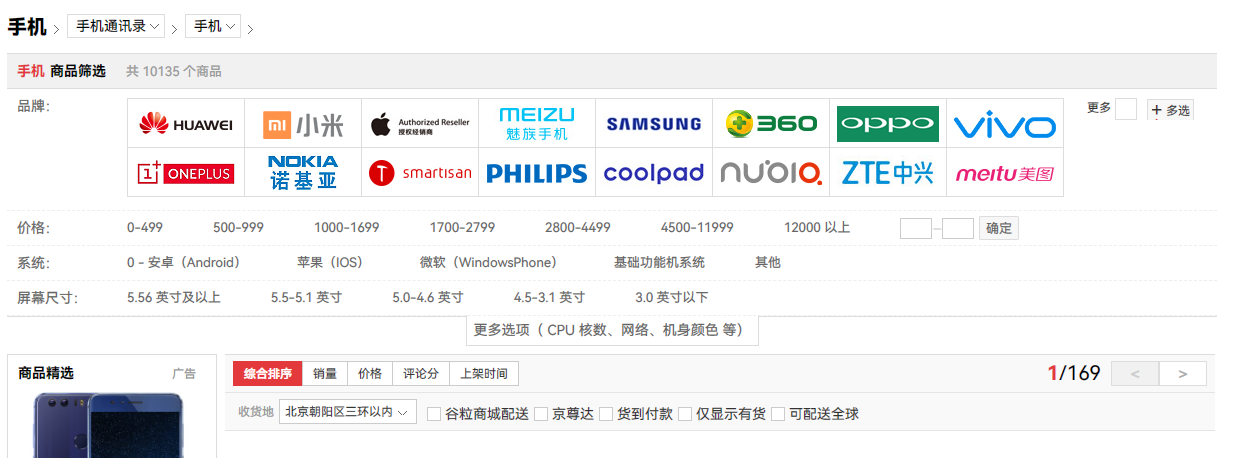 手机 > 手机通讯录 > 手机 >
手机 商品筛选 共 10135 个商品
品牌：
HUAWEI
mi 小米
Authorized Reseller
授权经销商
MEIZU
魅族手机
SAMSUNG
360
OPPO
vivo
更多
+ 多选
1+ ONEPLUS
NOKIA
诺基亚
T smartisan
PHILIPS
coolpad
nubia
ZTE中兴
meitu美图
价格： 0-499 500-999 1000-1699 1700-2799 2800-4499 4500-11999 12000 以上 – 确定
系统： 0 - 安卓（Android） 苹果（IOS） 微软（WindowsPhone） 基础功能机系统 其他
屏幕尺寸： 5.56 英寸及以上 5.5-5.1 英寸 5.0-4.6 英寸 4.5-3.1 英寸 3.0 英寸以下
更多选项（ CPU 核数、网络、机身颜色 等）
商品精选 广告
综合排序 销量 价格 评论分 上架时间 1/169 < >
收货地 北京朝阳区三环以内 谷粒商城配送 京尊达 货到付款 仅显示有货 可配送全球